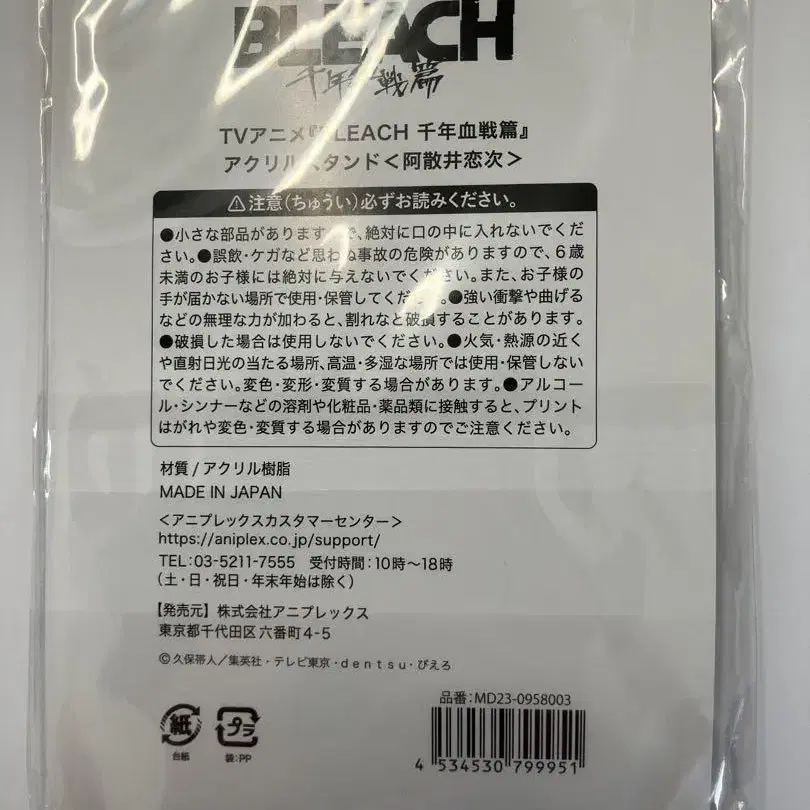 BLEACH
千年血戦篇
TVアニメ『BLEACH 千年血戦篇』
アクリルスタンド＜阿散井恋次＞
⚠注意(ちゅうい)必ずお読みください。
●小さな部品がありますので、絶対に口の中に入れないでくだ
さい。●誤飲・ケガなど思わぬ事故の危険がありますので、6歳
未満のお子様には絶対に与えないでください。また、お子様の
手が届かない場所で使用・保管してください。●強い衝撃や曲げる
などの無理な力が加わると、割れなど破損することがあります。
●破損した場合は使用しないでください。●火気・熱源の近く
や直射日光の当たる場所、高温・多湿な場所では使用・保管しない
でください。変色・変形・変質する場合があります。●アルコー
ル・シンナーなどの溶剤や化粧品・薬品類に接触すると、プリント
はがれや変色・変質する場合がありますのでご注意ください。
材質 / アクリル樹脂
MADE IN JAPAN
＜アニプレックスカスタマーセンター＞
https://aniplex.co.jp/support/
TEL:03-5211-7555 受付時間:10時～18時
(土・日・祝日・年末年始は除く)
【発売元】株式会社アニプレックス
東京都千代田区六番町4-5
©久保帯人／集英社・テレビ東京・dentsu・ぴえろ
品番:MD23-0958003
紙
台紙
プラ
袋:PP
4 534530 799951